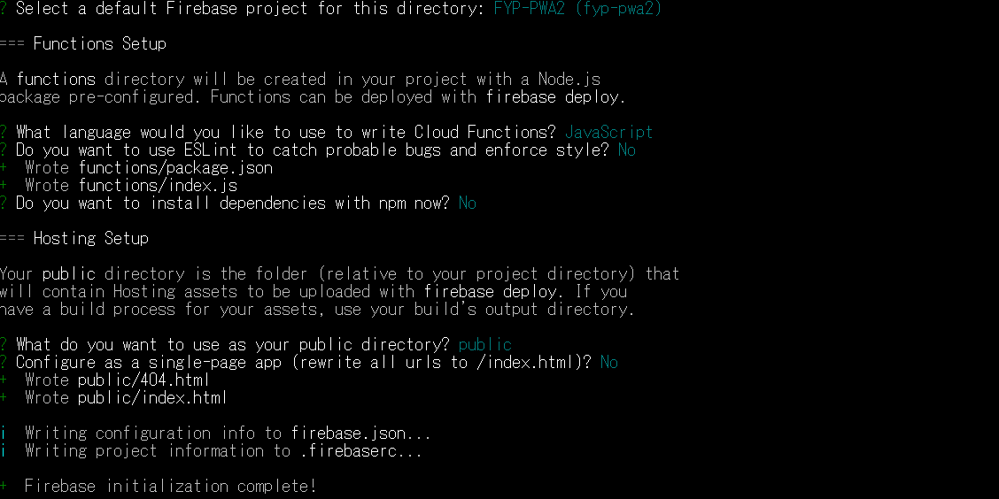 ? Select a default Firebase project for this directory: FYP-PWA2 (fyp-pwa2)
=== Functions Setup
A functions directory will be created in your project with a Node.js
package pre-configured. Functions can be deployed with firebase deploy.
? What language would you like to use to write Cloud Functions? JavaScript
? Do you want to use ESLint to catch probable bugs and enforce style? No
+  Wrote functions/package.json
+  Wrote functions/index.js
? Do you want to install dependencies with npm now? No
=== Hosting Setup
Your public directory is the folder (relative to your project directory) that
will contain Hosting assets to be uploaded with firebase deploy. If you
have a build process for your assets, use your build's output directory.
? What do you want to use as your public directory? public
? Configure as a single-page app (rewrite all urls to /index.html)? No
+  Wrote public/404.html
+  Wrote public/index.html
i  Writing configuration info to firebase.json...
i  Writing project information to .firebaserc...
+  Firebase initialization complete!